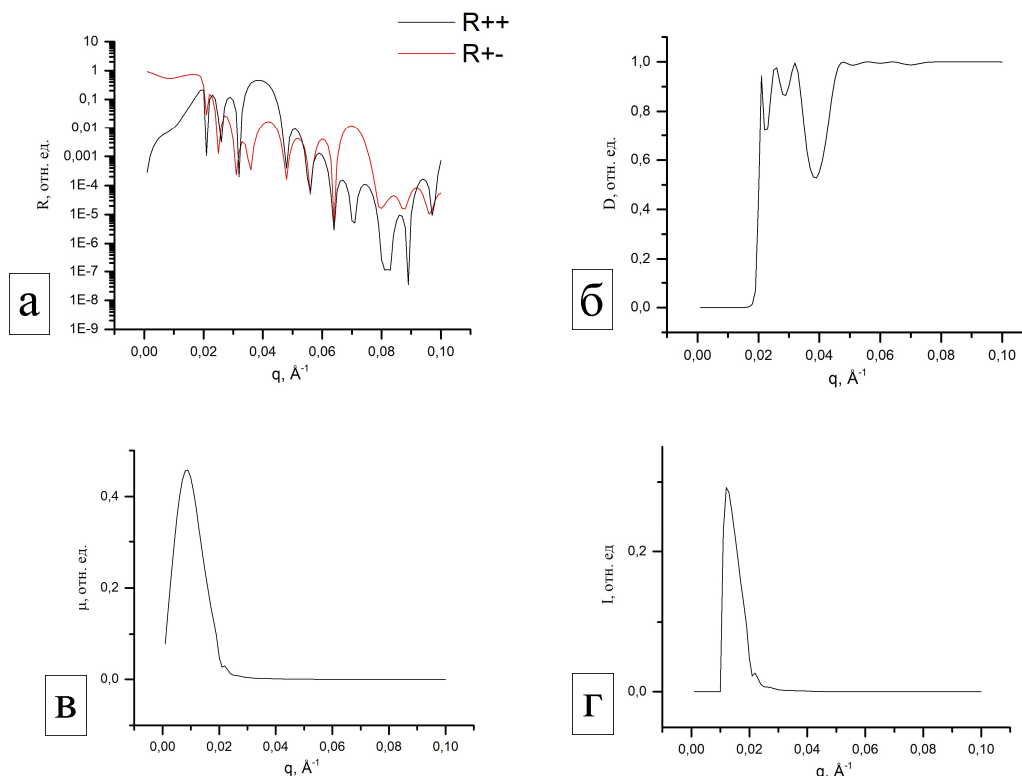 R++
R+-
10
1
0,1
0,01
0,001
1E-4
1E-5
1E-6
1E-7
1E-8
1E-9
R, отн. ед.
0,00 0,02 0,04 0,06 0,08 0,10
q, Å-1
а
1,0
0,8
0,6
0,4
0,2
0,0
D, отн. ед.
0,00 0,02 0,04 0,06 0,08 0,10
q, Å-1
б
0,4
0,2
0,0
μ, отн. ед.
0,00 0,02 0,04 0,06 0,08 0,10
q, Å-1
в
0,2
0,0
I, отн. ед
0,00 0,02 0,04 0,06 0,08 0,10
q, Å-1
г